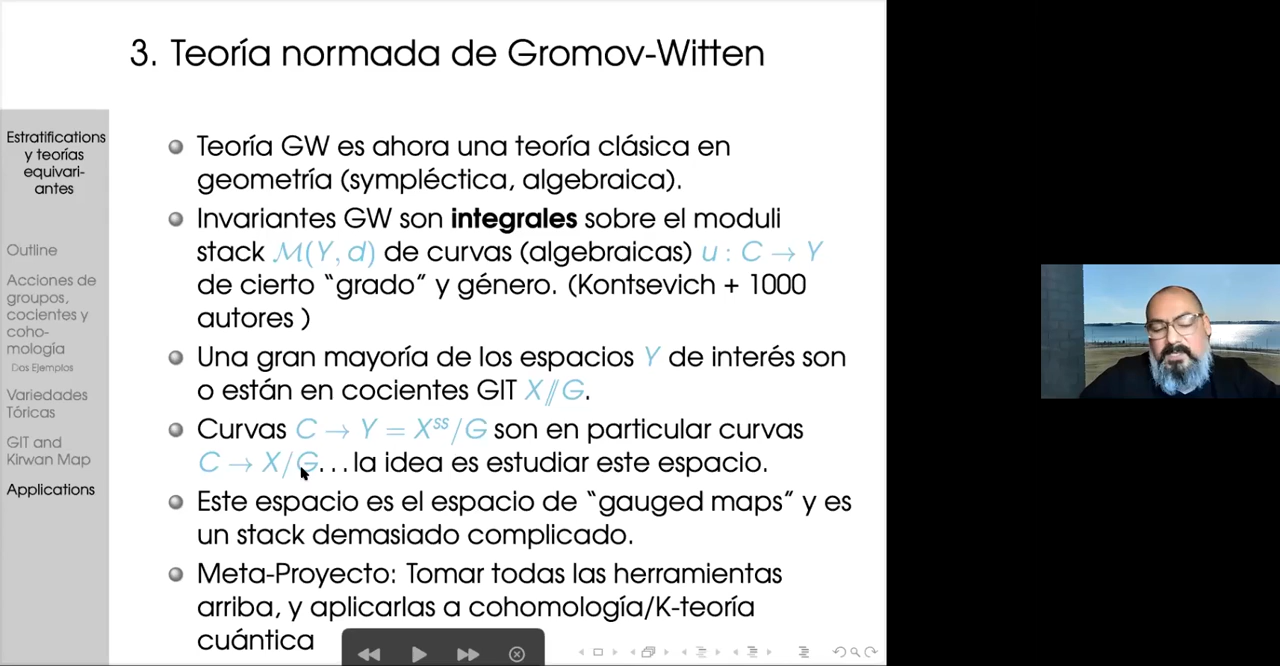 3. Teoría normada de Gromov-Witten
Estratifications
y teorías
equivari-
antes
Outline
Acciones de
groupos,
cocientes y
coho-
mología
Dos Ejemplos
Variedades
Tóricas
GIT and
Kirwan Map
Applications
Teoría GW es ahora una teoría clásica en
geometría (sympléctica, algebraica).
Invariantes GW son integrales sobre el moduli
stack M(Y, d) de curvas (algebraicas) u : C → Y
de cierto “grado” y género. (Kontsevich + 1000
autores )
Una gran mayoría de los espacios Y de interés son
o están en cocientes GIT X//G.
Curvas C → Y = X^ss/G son en particular curvas
C → X/G...la idea es estudiar este espacio.
Este espacio es el espacio de “gauged maps” y es
un stack demasiado complicado.
Meta-Proyecto: Tomar todas las herramientas
arriba, y aplicarlas a cohomología/K-teoría
cuántica